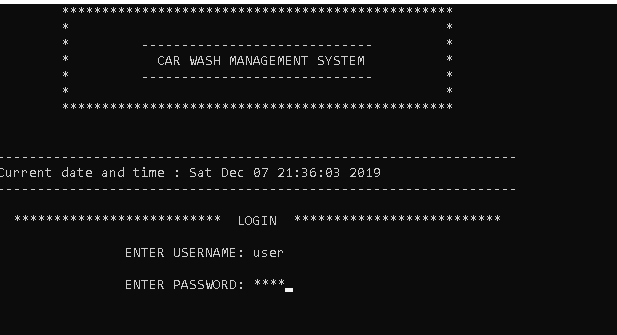 *************************************************
* *
* ----------------------------- *
* CAR WASH MANAGEMENT SYSTEM *
* ----------------------------- *
* *
*************************************************
-----------------------------------------------------------------
Current date and time : Sat Dec 07 21:36:03 2019
-----------------------------------------------------------------
************************** LOGIN **************************
ENTER USERNAME: user
ENTER PASSWORD: ****